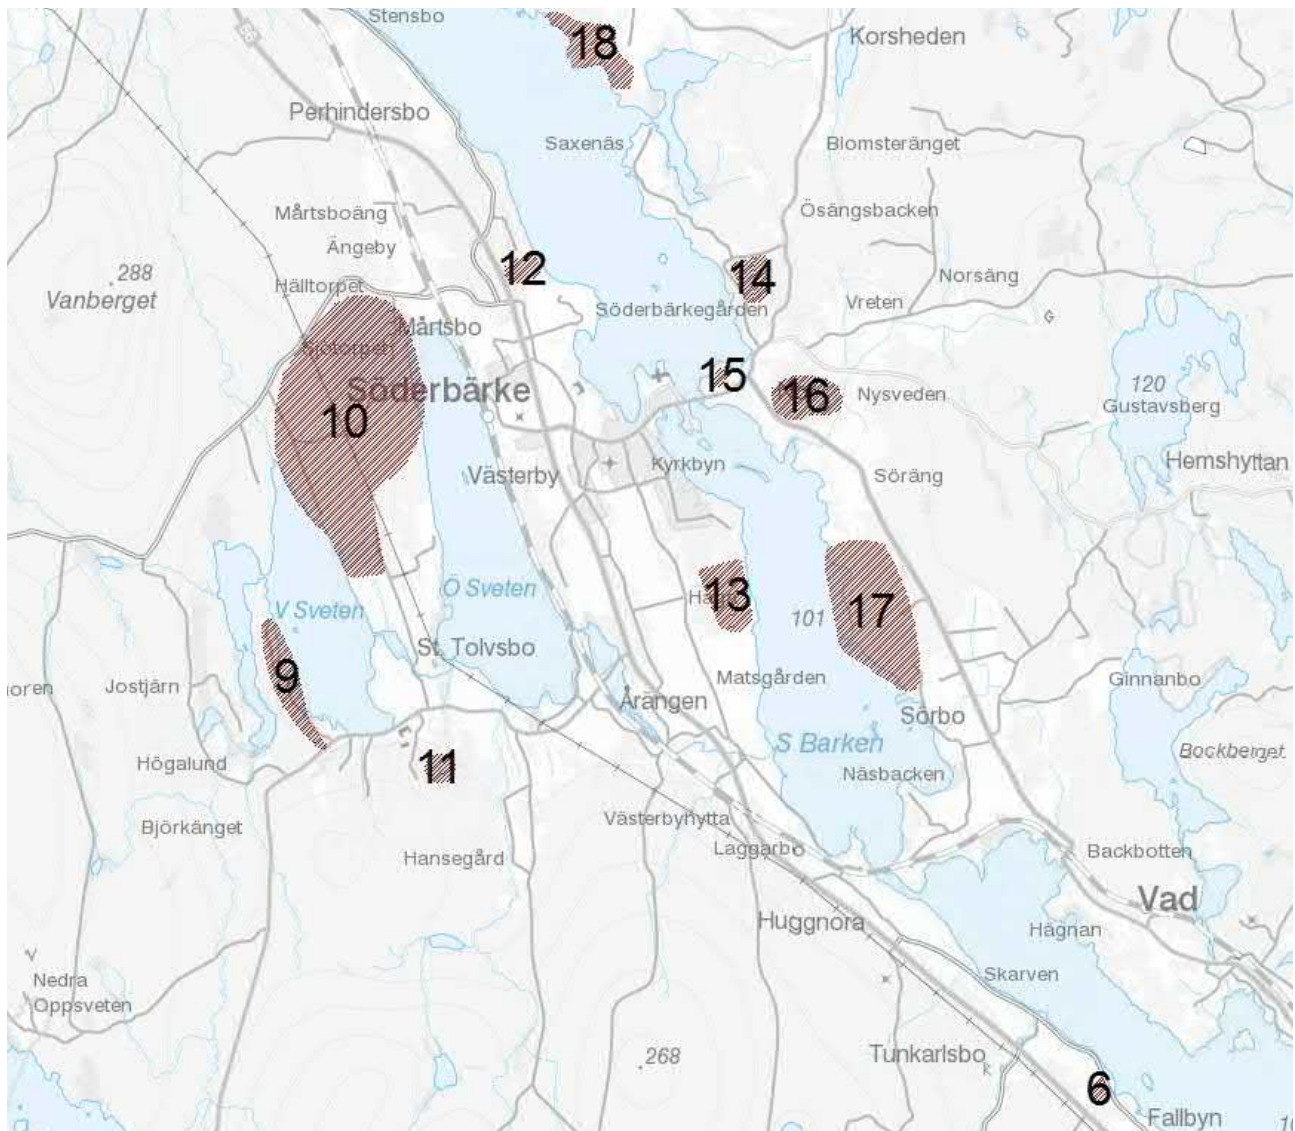 Stensbo
18
Korsheden
Perhindersbo
Saxenäs
Blomsteränget
Mårtsboäng
Ösängsbacken
Ängeby
288
12
14
Norsäng
Vanberget
Hälltorpet
Söderbärkegården
Vreten
Mårtsbo
Sjötorpet
15
Söderbärke
16
Nysveden
120
Gustavsberg
10
Västerby
Kyrkbyn
Söräng
Hemshyttan
Ö Sveten
13
V Sveten
101
17
St. Tolvsbo
9
Jostjärn
Matsgården
Ginnanbo
Årängen
Sörbo
S Barken
Bockberget
Högalund
11
Näsbacken
Björkänget
Västerbyhytta
Hansegård
Laggarbo
Backbotten
Vad
Huggnora
Hägnan
Nedra
Oppsveten
Skarven
268
Tunkarlsbo
6
Fallbyn